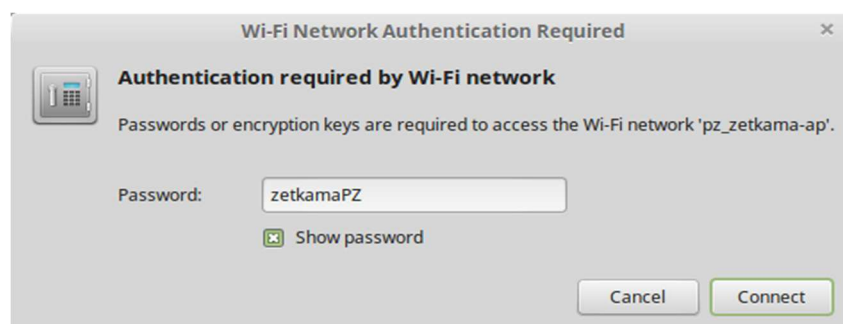 Wi-Fi Network Authentication Required ×
Authentication required by Wi-Fi network
Passwords or encryption keys are required to access the Wi-Fi network 'pz_zetkama-ap'.
Password: zetkamaPZ
Show password
Cancel Connect